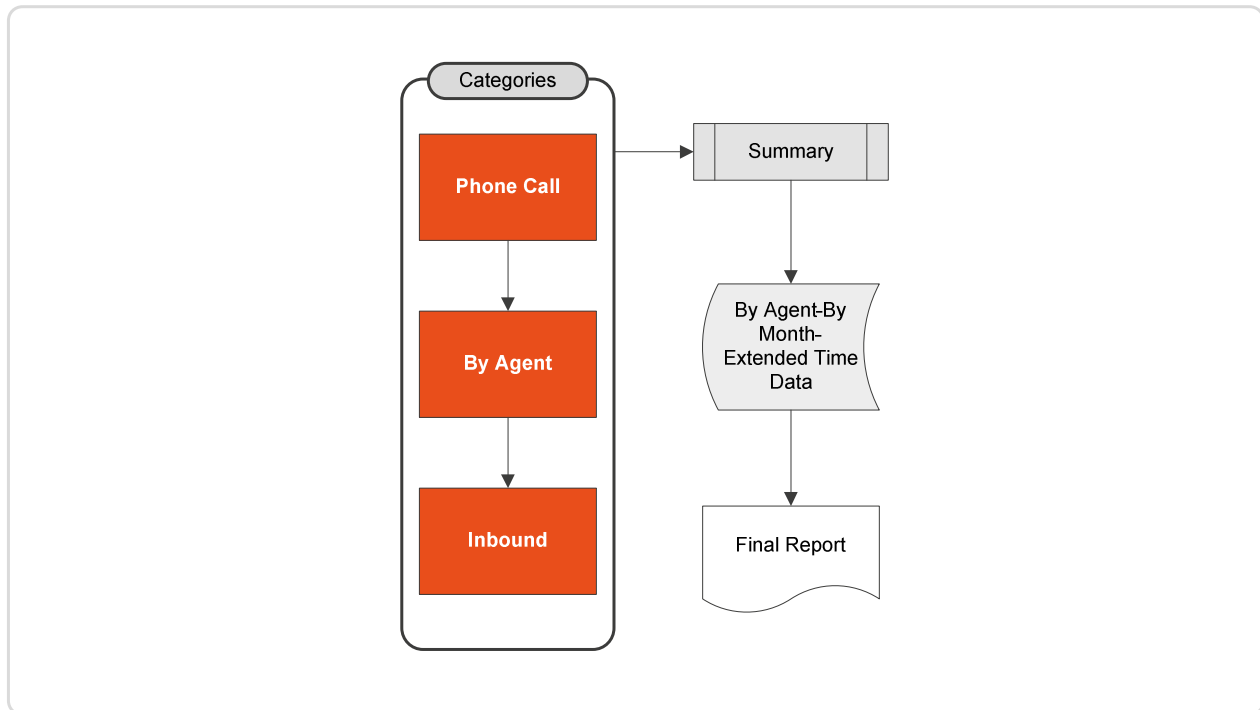 Categories
Phone Call
By Agent
Inbound
Summary
By Agent-By
Month-
Extended Time
Data
Final Report